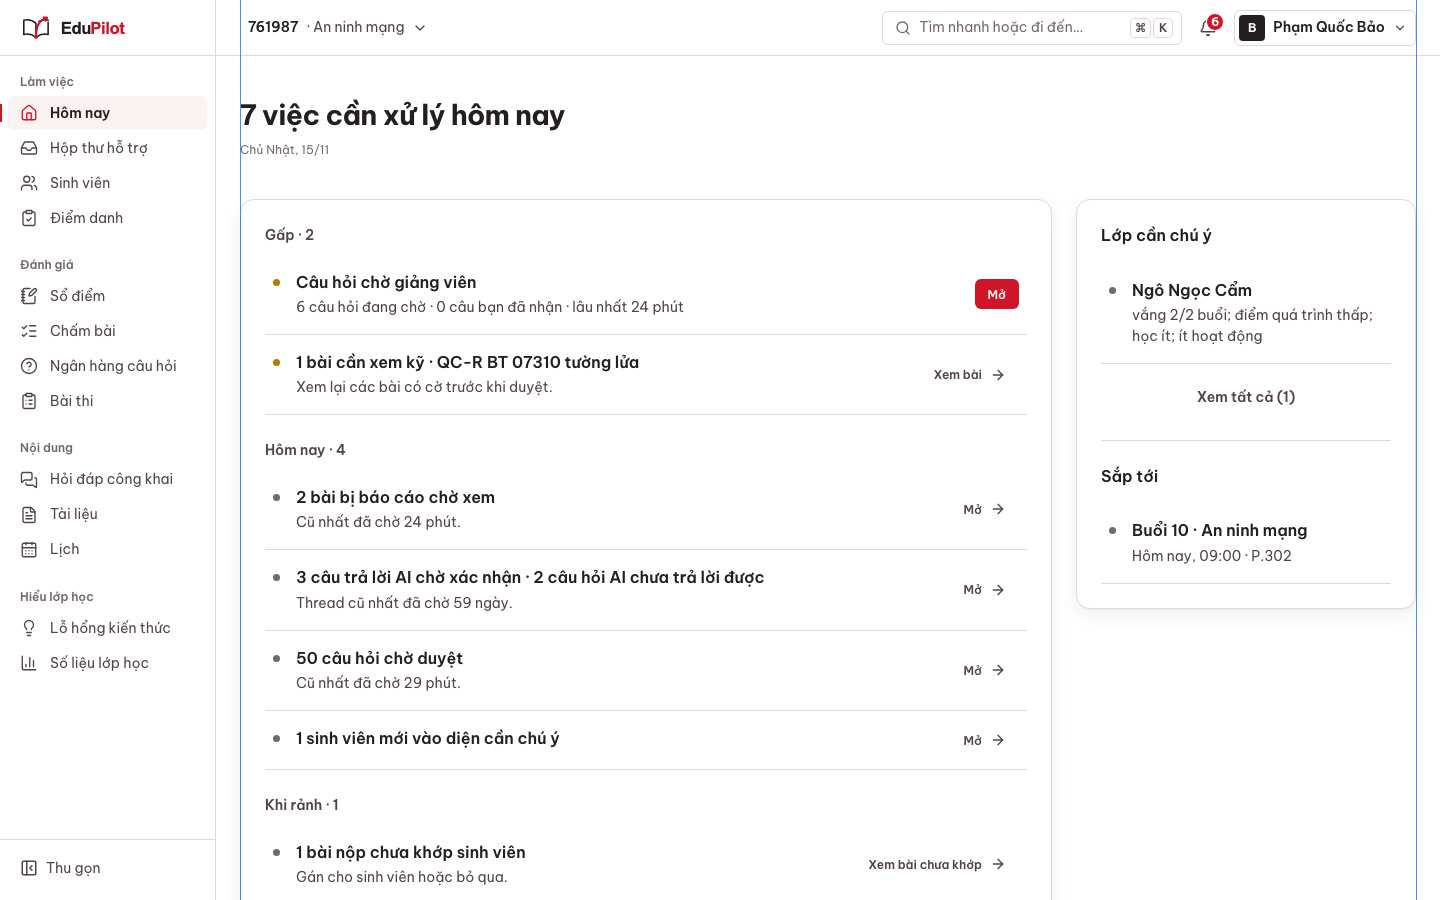 EduPilot
761987 · An ninh mạng
Tìm nhanh hoặc đi đến...
⌘ K
6
B Phạm Quốc Bảo
Làm việc
Hôm nay
Hộp thư hỗ trợ
Sinh viên
Điểm danh
Đánh giá
Sổ điểm
Chấm bài
Ngân hàng câu hỏi
Bài thi
Nội dung
Hỏi đáp công khai
Tài liệu
Lịch
Hiểu lớp học
Lỗ hổng kiến thức
Số liệu lớp học
Thu gọn
7 việc cần xử lý hôm nay
Chủ Nhật, 15/11
Gấp · 2
Câu hỏi chờ giảng viên
6 câu hỏi đang chờ · 0 câu bạn đã nhận · lâu nhất 24 phút
Mở
1 bài cần xem kỹ · QC-R BT 07310 tường lửa
Xem lại các bài có cờ trước khi duyệt.
Xem bài
Hôm nay · 4
2 bài bị báo cáo chờ xem
Cũ nhất đã chờ 24 phút.
Mở
3 câu trả lời AI chờ xác nhận · 2 câu hỏi AI chưa trả lời được
Thread cũ nhất đã chờ 59 ngày.
Mở
50 câu hỏi chờ duyệt
Cũ nhất đã chờ 29 phút.
Mở
1 sinh viên mới vào diện cần chú ý
Mở
Khi rảnh · 1
1 bài nộp chưa khớp sinh viên
Gán cho sinh viên hoặc bỏ qua.
Xem bài chưa khớp
Lớp cần chú ý
Ngô Ngọc Cẩm
vắng 2/2 buổi; điểm quá trình thấp;
học ít; ít hoạt động
Xem tất cả (1)
Sắp tới
Buổi 10 · An ninh mạng
Hôm nay, 09:00 · P.302